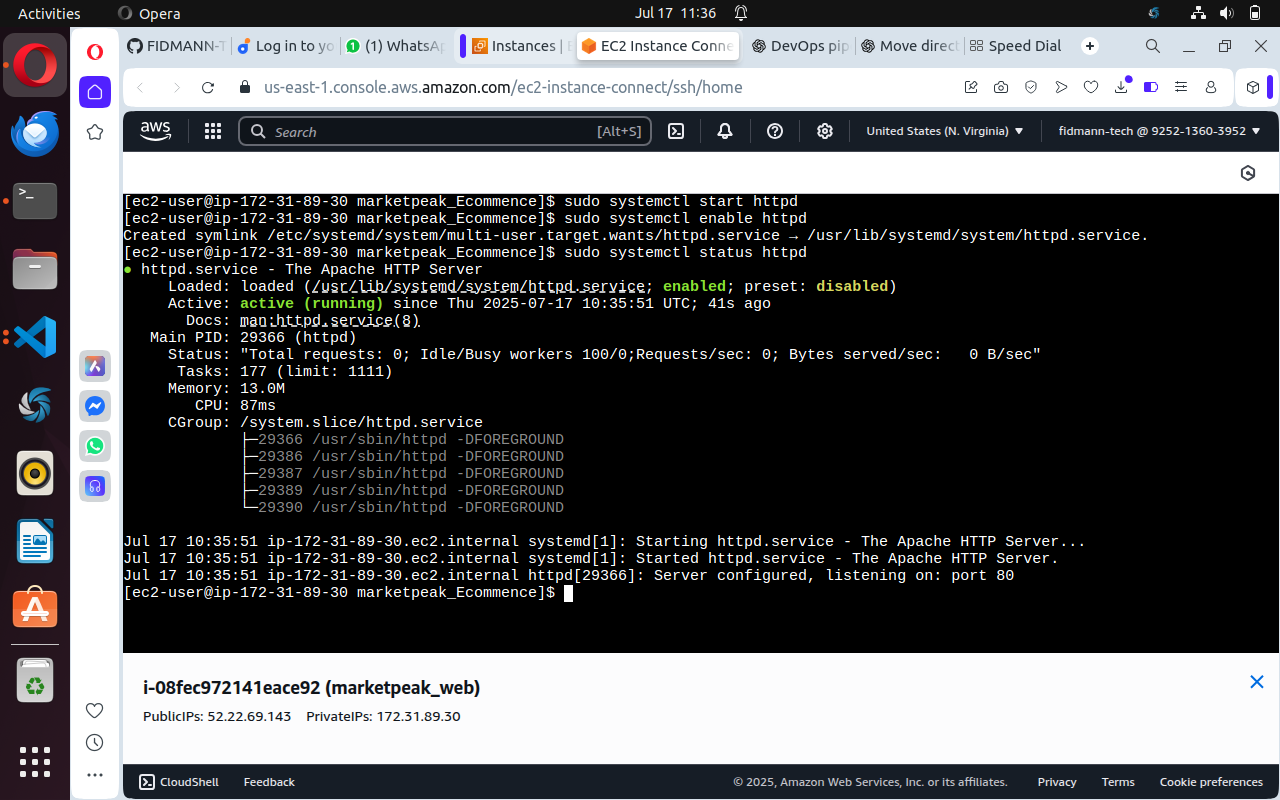 Activities Opera Jul 17 11:36
FIDMANN-T Log in to yo (1) WhatsAp Instances | E EC2 Instance Conne DevOps pip Move direct Speed Dial
us-east-1.console.aws.amazon.com/ec2-instance-connect/ssh/home
aws Search [Alt+S] United States (N. Virginia) fidmann-tech @ 9252-1360-3952
[ec2-user@ip-172-31-89-30 marketpeak_Ecommence]$ sudo systemctl start httpd
[ec2-user@ip-172-31-89-30 marketpeak_Ecommence]$ sudo systemctl enable httpd
Created symlink /etc/systemd/system/multi-user.target.wants/httpd.service → /usr/lib/systemd/system/httpd.service.
[ec2-user@ip-172-31-89-30 marketpeak_Ecommence]$ sudo systemctl status httpd
● httpd.service - The Apache HTTP Server
Loaded: loaded (/usr/lib/systemd/system/httpd.service; enabled; preset: disabled)
Active: active (running) since Thu 2025-07-17 10:35:51 UTC; 41s ago
Docs: man:httpd.service(8)
Main PID: 29366 (httpd)
Status: "Total requests: 0; Idle/Busy workers 100/0;Requests/sec: 0; Bytes served/sec:   0 B/sec"
Tasks: 177 (limit: 1111)
Memory: 13.0M
CPU: 87ms
CGroup: /system.slice/httpd.service
├─29366 /usr/sbin/httpd -DFOREGROUND
├─29386 /usr/sbin/httpd -DFOREGROUND
├─29387 /usr/sbin/httpd -DFOREGROUND
├─29389 /usr/sbin/httpd -DFOREGROUND
└─29390 /usr/sbin/httpd -DFOREGROUND
Jul 17 10:35:51 ip-172-31-89-30.ec2.internal systemd[1]: Starting httpd.service - The Apache HTTP Server...
Jul 17 10:35:51 ip-172-31-89-30.ec2.internal systemd[1]: Started httpd.service - The Apache HTTP Server.
Jul 17 10:35:51 ip-172-31-89-30.ec2.internal httpd[29366]: Server configured, listening on: port 80
[ec2-user@ip-172-31-89-30 marketpeak_Ecommence]$
i-08fec972141eace92 (marketpeak_web)
PublicIPs: 52.22.69.143 PrivateIPs: 172.31.89.30
CloudShell Feedback © 2025, Amazon Web Services, Inc. or its affiliates. Privacy Terms Cookie preferences